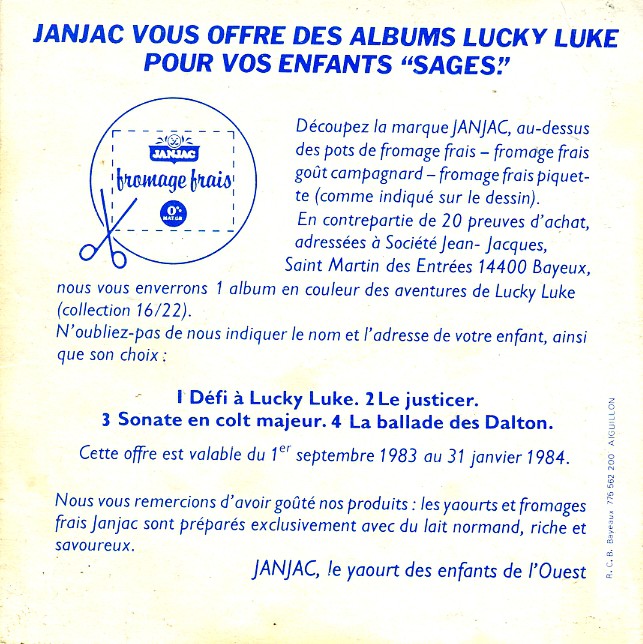 JANJAC VOUS OFFRE DES ALBUMS LUCKY LUKE
POUR VOS ENFANTS “SAGES.”
JANJAC
fromage frais
0%
MAT.GR
Découpez la marque JANJAC, au-dessus
des pots de fromage frais – fromage frais
goût campagnard – fromage frais piquet-
te (comme indiqué sur le dessin).
En contrepartie de 20 preuves d’achat,
adressées à Société Jean- Jacques,
Saint Martin des Entrées 14400 Bayeux,
nous vous enverrons 1 album en couleur des aventures de Lucky Luke
(collection 16/22).
N’oubliez-pas de nous indiquer le nom et l’adresse de votre enfant, ainsi
que son choix :
1 Défi à Lucky Luke. 2 Le justicer.
3 Sonate en colt majeur. 4 La ballade des Dalton.
Cette offre est valable du 1er septembre 1983 au 31 janvier 1984.
Nous vous remercions d’avoir goûté nos produits : les yaourts et fromages
frais Janjac sont préparés exclusivement avec du lait normand, riche et
savoureux.
JANJAC, le yaourt des enfants de l’Ouest
R. C. B. Bayeaux 776 562 200 AIGUILLON